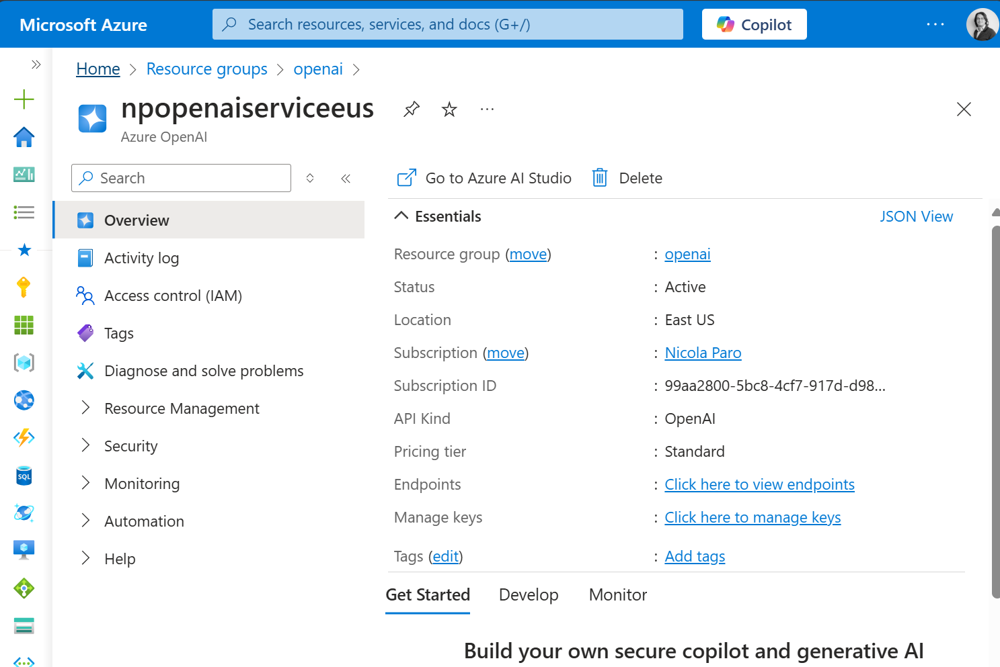 Microsoft Azure
Search resources, services, and docs (G+/)
Copilot
Home > Resource groups > openai >
npopenaiserviceeus
Azure OpenAI
Search
Overview
Activity log
Access control (IAM)
Tags
Diagnose and solve problems
Resource Management
Security
Monitoring
Automation
Help
Go to Azure AI Studio
Delete
Essentials
JSON View
Resource group (move) : openai
Status : Active
Location : East US
Subscription (move) : Nicola Paro
Subscription ID : 99aa2800-5bc8-4cf7-917d-d98...
API Kind : OpenAI
Pricing tier : Standard
Endpoints : Click here to view endpoints
Manage keys : Click here to manage keys
Tags (edit) : Add tags
Get Started Develop Monitor
Build your own secure copilot and generative AI
SQL